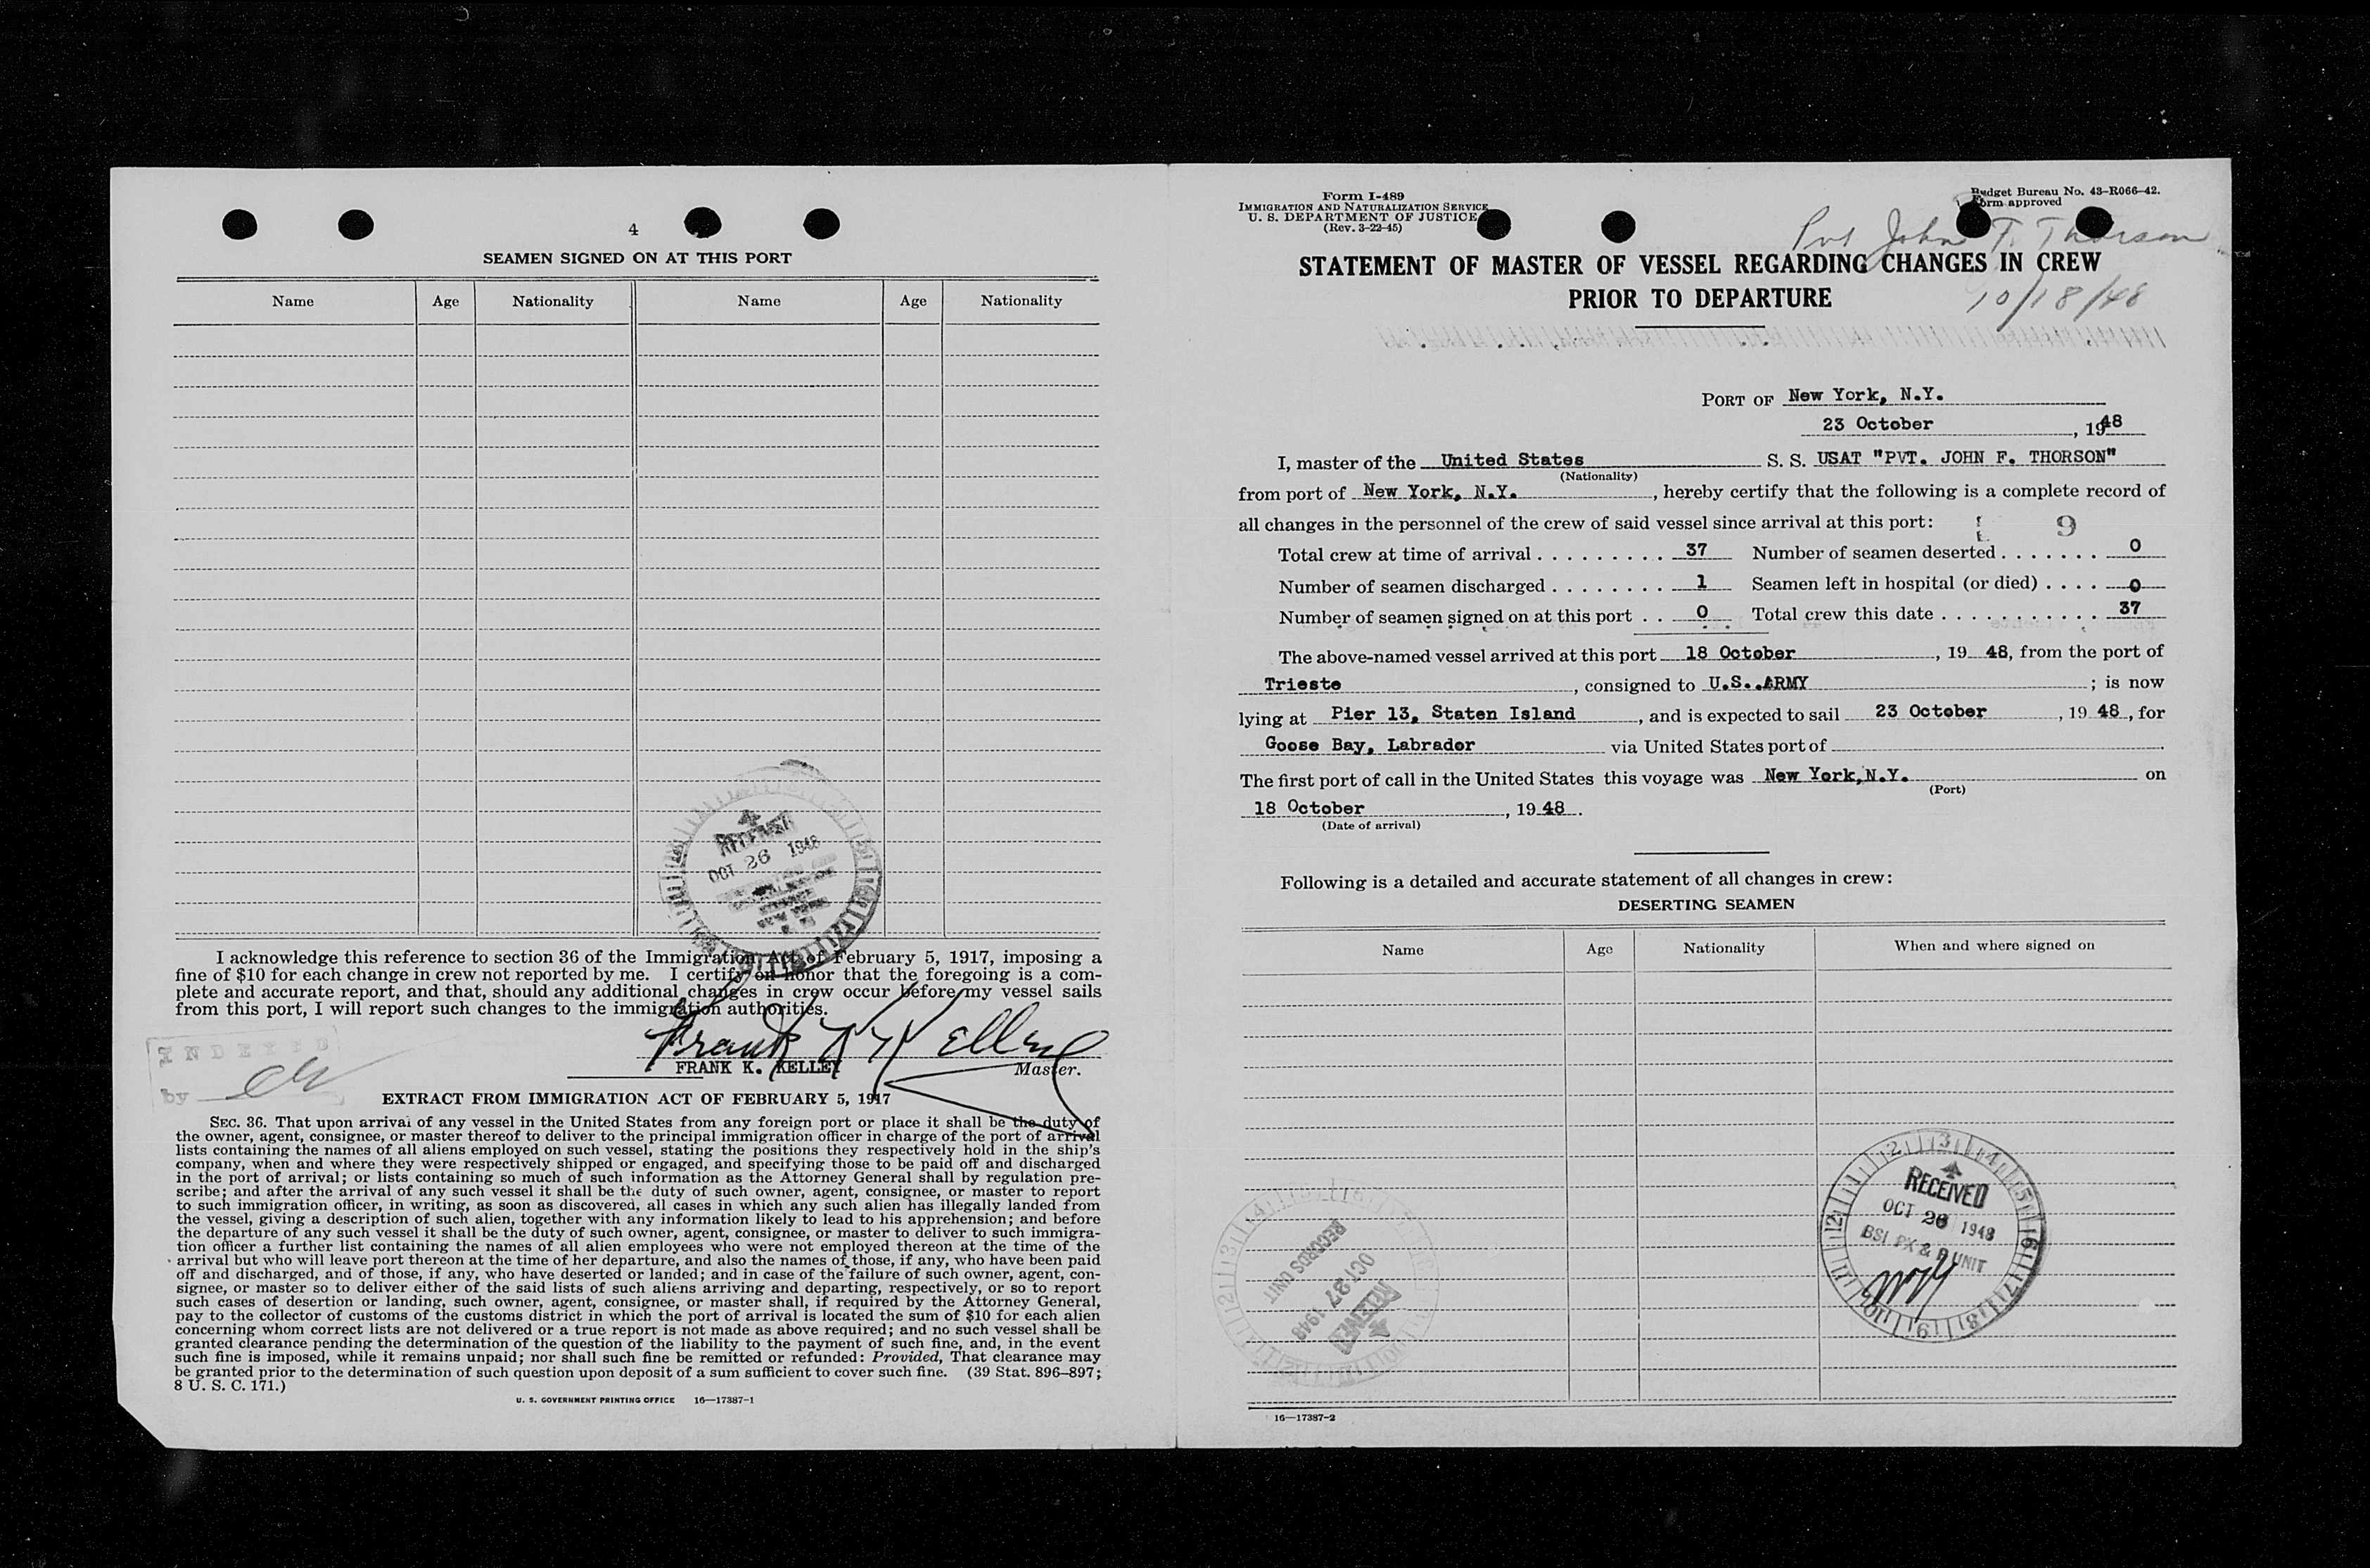 4
SEAMEN SIGNED ON AT THIS PORT
Name Age Nationality Name Age Nationality
RECEIVED
OCT 26 1948
I acknowledge this reference to section 36 of the Immigration Act of February 5, 1917, imposing a
fine of $10 for each change in crew not reported by me. I certify on honor that the foregoing is a com-
plete and accurate report, and that, should any additional changes in crew occur before my vessel sails
from this port, I will report such changes to the immigration authorities.
Frank K Kelley
FRANK K. KELLEY Master.
INDEXED
by
EXTRACT FROM IMMIGRATION ACT OF FEBRUARY 5, 1917
SEC. 36. That upon arrival of any vessel in the United States from any foreign port or place it shall be the duty of
the owner, agent, consignee, or master thereof to deliver to the principal immigration officer in charge of the port of arrival
lists containing the names of all aliens employed on such vessel, stating the positions they respectively hold in the ship's
company, when and where they were respectively shipped or engaged, and specifying those to be paid off and discharged
in the port of arrival; or lists containing so much of such information as the Attorney General shall by regulation pre-
scribe; and after the arrival of any such vessel it shall be the duty of such owner, agent, consignee, or master to report
to such immigration officer, in writing, as soon as discovered, all cases in which any such alien has illegally landed from
the vessel, giving a description of such alien, together with any information likely to lead to his apprehension; and before
the departure of any such vessel it shall be the duty of such owner, agent, consignee, or master to deliver to such immigra-
tion officer a further list containing the names of all alien employees who were not employed thereon at the time of the
arrival but who will leave port thereon at the time of her departure, and also the names of those, if any, who have been paid
off and discharged, and of those, if any, who have deserted or landed; and in case of the failure of such owner, agent, con-
signee, or master so to deliver either of the said lists of such aliens arriving and departing, respectively, or so to report
such cases of desertion or landing, such owner, agent, consignee, or master shall, if required by the Attorney General,
pay to the collector of customs of the customs district in which the port of arrival is located the sum of $10 for each alien
concerning whom correct lists are not delivered or a true report is not made as above required; and no such vessel shall be
granted clearance pending the determination of the question of the liability to the payment of such fine, and, in the event
such fine is imposed, while it remains unpaid; nor shall such fine be remitted or refunded: Provided, That clearance may
be granted prior to the determination of such question upon deposit of a sum sufficient to cover such fine. (39 Stat. 896–897;
8 U. S. C. 171.)
U. S. GOVERNMENT PRINTING OFFICE 16—17387-1
Form I-489
IMMIGRATION AND NATURALIZATION SERVICE
U. S. DEPARTMENT OF JUSTICE
(Rev. 3-22-45)
Budget Bureau No. 43-R066-42.
Form approved
Pvt John T. Thorson
STATEMENT OF MASTER OF VESSEL REGARDING CHANGES IN CREW
PRIOR TO DEPARTURE
10/18/48
PORT OF New York, N.Y.
23 October, 1948
I, master of the United States S. S. USAT "PVT. JOHN F. THORSON"
(Nationality)
from port of New York, N.Y., hereby certify that the following is a complete record of
all changes in the personnel of the crew of said vessel since arrival at this port: 9
Total crew at time of arrival . . . . . . . . . 37 Number of seamen deserted . . . . . . . 0
Number of seamen discharged . . . . . . . . 1 Seamen left in hospital (or died) . . . . 0
Number of seamen signed on at this port . . 0 Total crew this date . . . . . . . . . . . 37
The above-named vessel arrived at this port 18 October, 19 48, from the port of
Trieste, consigned to U.S. ARMY; is now
lying at Pier 13, Staten Island, and is expected to sail 23 October, 19 48, for
Goose Bay, Labrador via United States port of
The first port of call in the United States this voyage was New York, N.Y. on
(Port)
18 October, 19 48.
(Date of arrival)
Following is a detailed and accurate statement of all changes in crew:
DESERTING SEAMEN
Name Age Nationality When and where signed on
RECEIVED
OCT 26 1948
BSI PX & A UNIT
RECEIVED
OCT 27 1948
RECORDS UNIT
16—17387-2